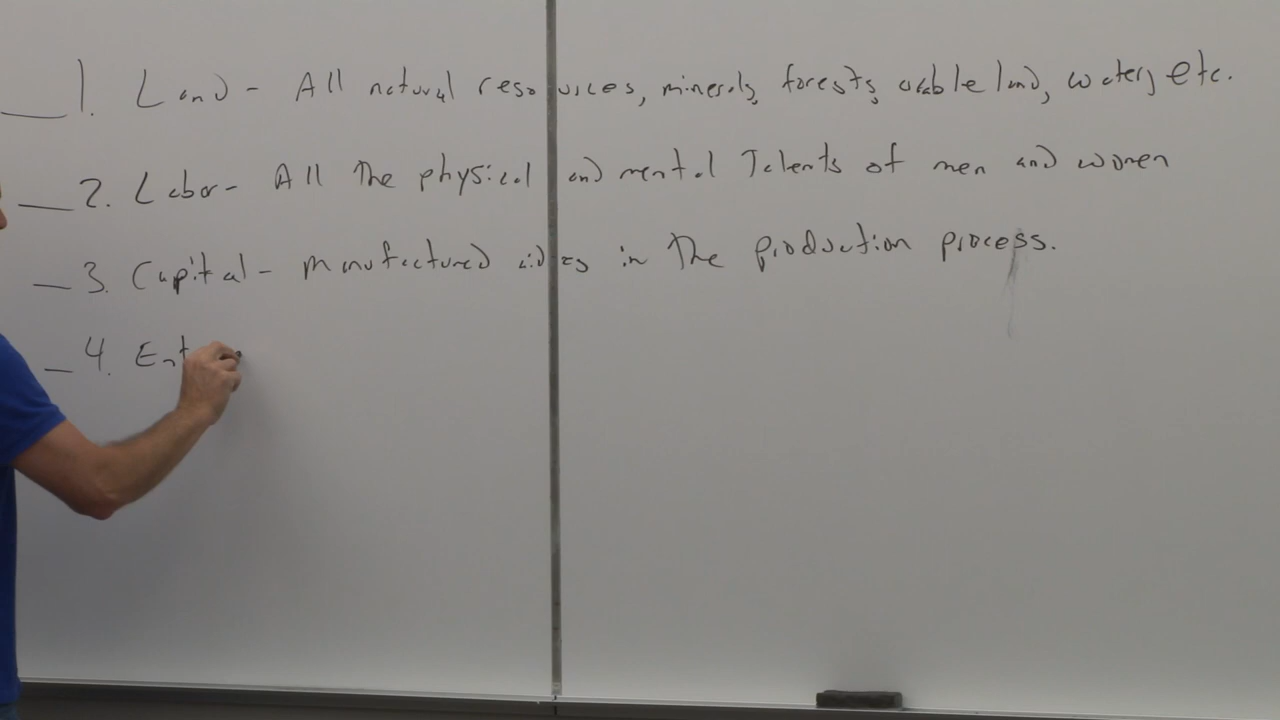 1. Land - All natural resources, minerals, forests, arable land, water, etc.
2. Labor - All the physical and mental Talents of men and women
3. Capital - manufactured aides in the production process.
4. Ent